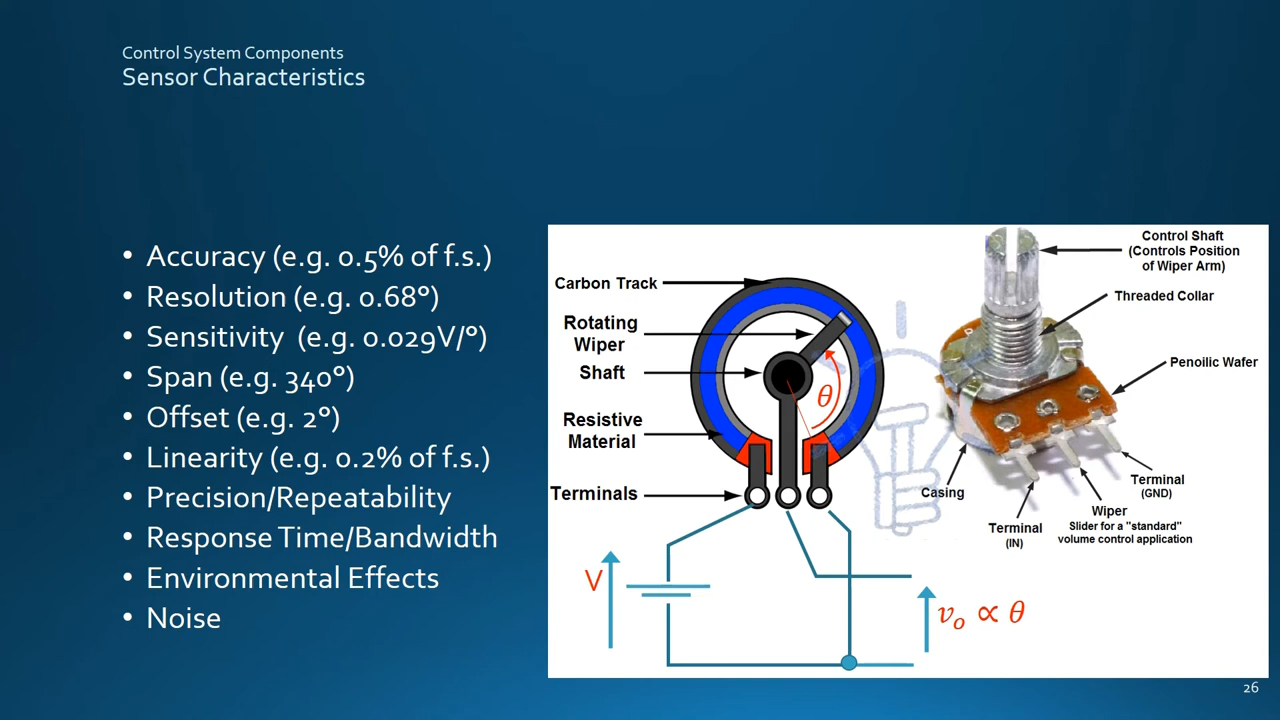 Control System Components
Sensor Characteristics
• Accuracy (e.g. 0.5% of f.s.)
• Resolution (e.g. 0.68°)
• Sensitivity (e.g. 0.029V/°)
• Span (e.g. 340°)
• Offset (e.g. 2°)
• Linearity (e.g. 0.2% of f.s.)
• Precision/Repeatability
• Response Time/Bandwidth
• Environmental Effects
• Noise
Carbon Track
Rotating
Wiper
Shaft
Resistive
Material
Terminals
θ
V
v₀ ∝ θ
Control Shaft
(Controls Position
of Wiper Arm)
Threaded Collar
Penoilic Wafer
Casing
Terminal
(IN)
Wiper
Slider for a "standard"
volume control application
Terminal
(GND)
26